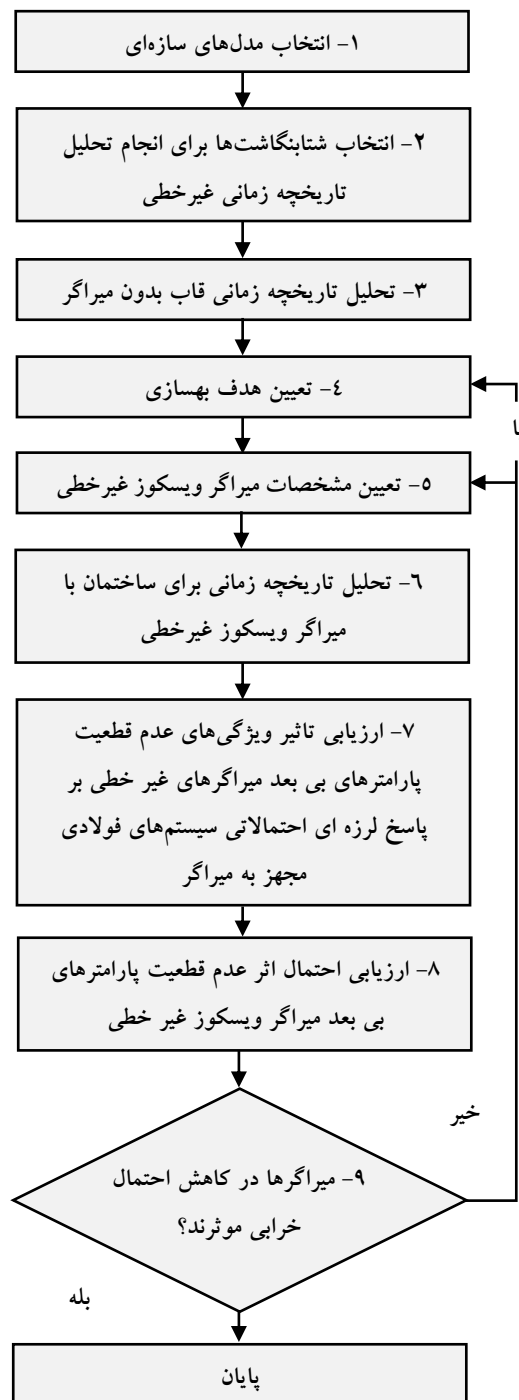 ۱- انتخاب مدل‌های سازه‌ای
۲- انتخاب شتابنگاشت‌ها برای انجام تحلیل
تاریخچه زمانی غیرخطی
۳- تحلیل تاریخچه زمانی قاب بدون میراگر
٤- تعیین هدف بهسازی
٥- تعیین مشخصات میراگر ویسکوز غیرخطی
٦- تحلیل تاریخچه زمانی برای ساختمان با
میراگر ویسکوز غیرخطی
۷- ارزیابی تاثیر ویژگی‌های عدم قطعیت
پارامترهای بی بعد میراگرهای غیر خطی بر
پاسخ لرزه ای احتمالاتی سیستم‌های فولادی
مجهز به میراگر
۸- ارزیابی احتمال اثر عدم قطعیت پارامترهای
بی بعد میراگر ویسکوز غیر خطی
خیر
۹- میراگرها در کاهش احتمال
خرابی موثرند؟
بله
پایان